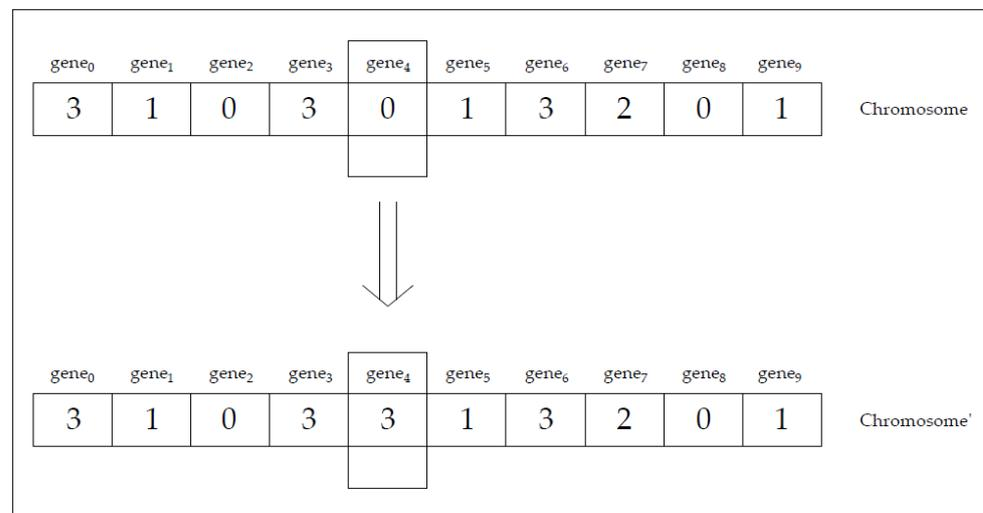 gene₀ gene₁ gene₂ gene₃ gene₄ gene₅ gene₆ gene₇ gene₈ gene₉
3 1 0 3 0 1 3 2 0 1 Chromosome
gene₀ gene₁ gene₂ gene₃ gene₄ gene₅ gene₆ gene₇ gene₈ gene₉
3 1 0 3 3 1 3 2 0 1 Chromosome'